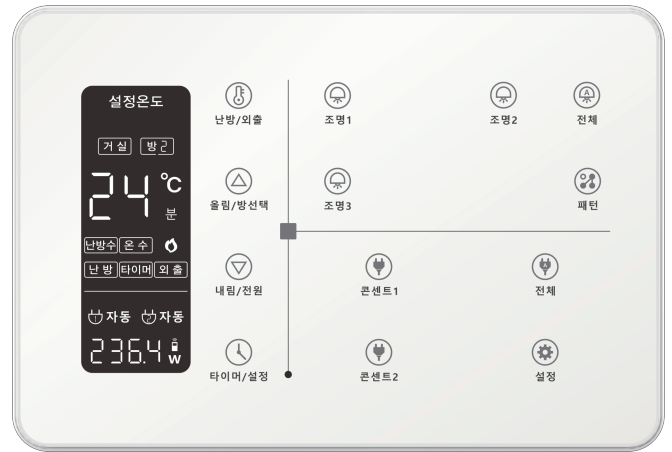 설정온도
거실 방2
24 ℃
분
난방수 온수
난방 타이머 외출
1 자동 2 자동
236.4 W
난방/외출
올림/방선택
내림/전원
타이머/설정
조명1 조명2 A 전체
조명3 패턴
콘센트1 A 전체
콘센트2 설정